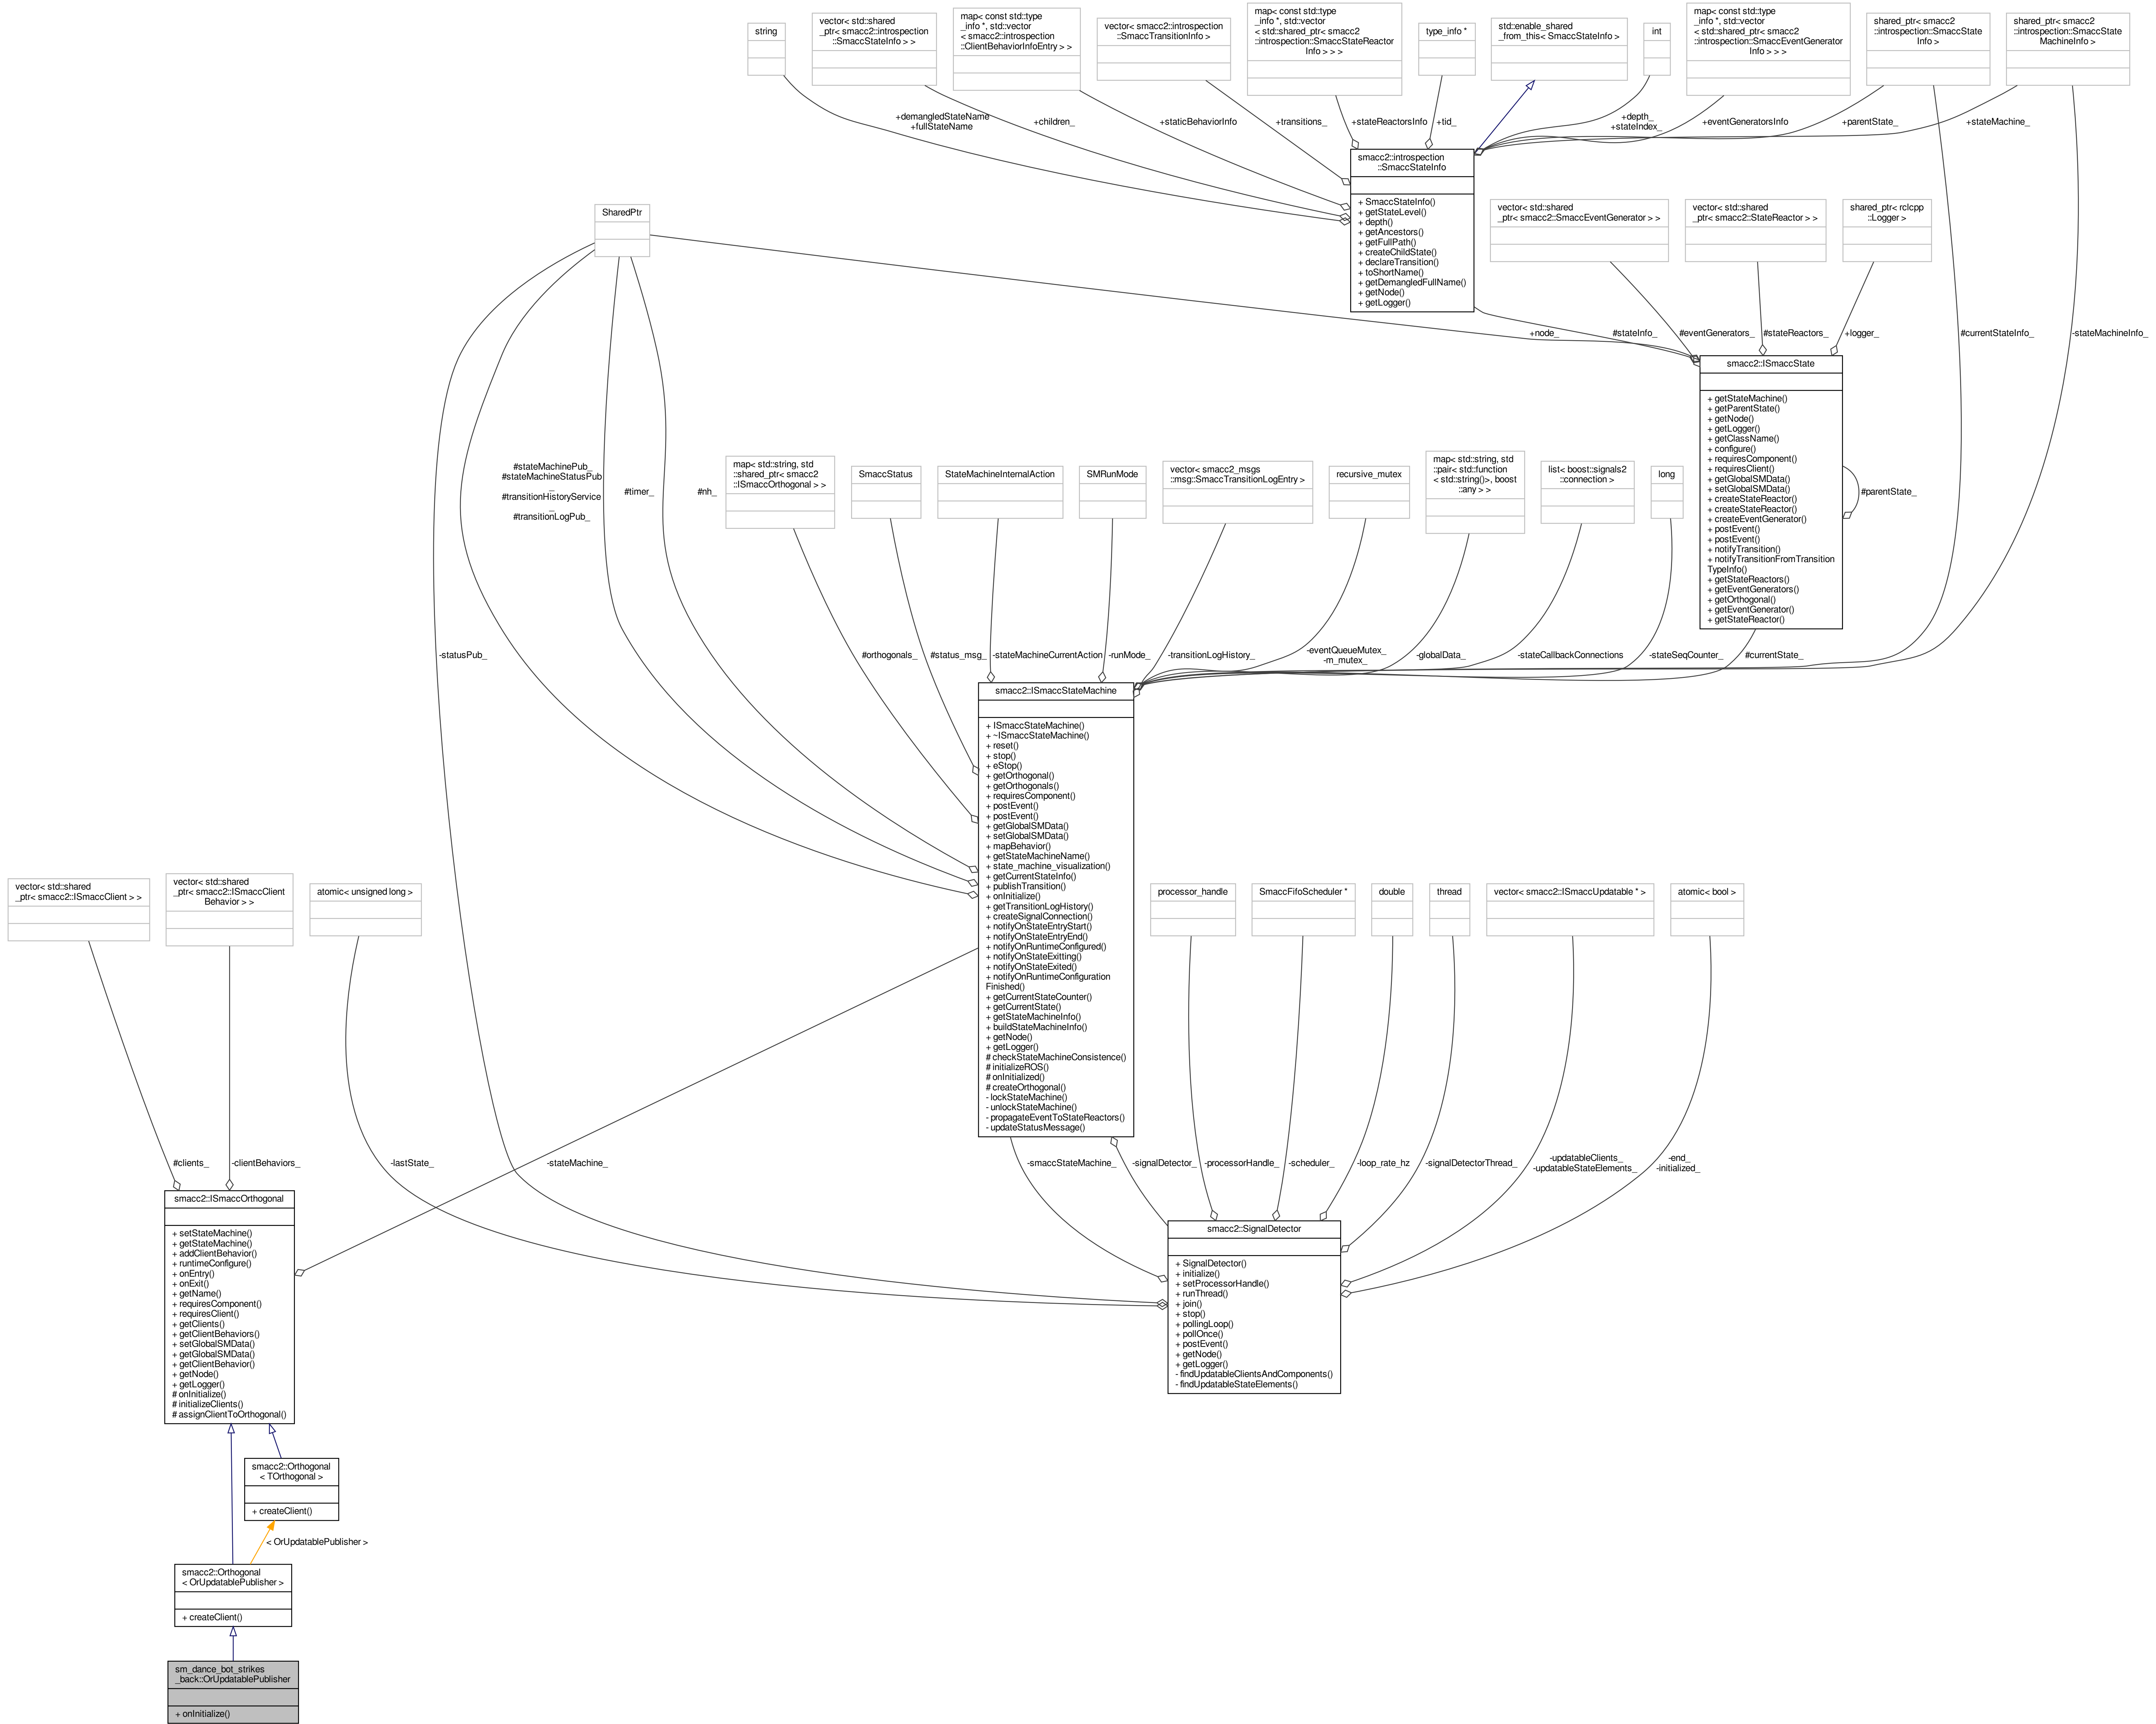 string
vector< std::shared
_ptr< smacc2::introspection
::SmaccStateInfo > >
map< const std::type
_info *, std::vector
< smacc2::introspection
::ClientBehaviorInfoEntry > >
vector< smacc2::introspection
::SmaccTransitionInfo >
map< const std::type
_info *, std::vector
< std::shared_ptr< smacc2
::introspection::SmaccStateReactor
Info > > >
type_info *
std::enable_shared
_from_this< SmaccStateInfo >
int
map< const std::type
_info *, std::vector
< std::shared_ptr< smacc2
::introspection::SmaccEventGenerator
Info > > >
shared_ptr< smacc2
::introspection::SmaccState
Info >
shared_ptr< smacc2
::introspection::SmaccState
MachineInfo >
+demangledStateName
+fullStateName
+children_
+staticBehaviorInfo
+transitions_
+stateReactorsInfo
+tid_
+depth_
+stateIndex_
+eventGeneratorsInfo
+parentState_
+stateMachine_
smacc2::introspection
::SmaccStateInfo
+ SmaccStateInfo()
+ getStateLevel()
+ depth()
+ getAncestors()
+ getFullPath()
+ createChildState()
+ declareTransition()
+ toShortName()
+ getDemangledFullName()
+ getNode()
+ getLogger()
SharedPtr
vector< std::shared
_ptr< smacc2::SmaccEventGenerator > >
vector< std::shared
_ptr< smacc2::StateReactor > >
shared_ptr< rclcpp
::Logger >
+node_
#stateInfo_
#eventGenerators_
#stateReactors_
+logger_
#currentStateInfo_
-stateMachineInfo_
smacc2::ISmaccState
+ getStateMachine()
+ getParentState()
+ getNode()
+ getLogger()
+ getClassName()
+ configure()
+ requiresComponent()
+ requiresClient()
+ getGlobalSMData()
+ setGlobalSMData()
+ createStateReactor()
+ createStateReactor()
+ createEventGenerator()
+ postEvent()
+ postEvent()
+ notifyTransition()
+ notifyTransitionFromTransition
TypeInfo()
+ getStateReactors()
+ getEventGenerators()
+ getOrthogonal()
+ getEventGenerator()
+ getStateReactor()
#parentState_
#stateMachinePub_
#stateMachineStatusPub
_
#transitionHistoryService
_
#transitionLogPub_
#timer_
#nh_
map< std::string, std
::shared_ptr< smacc2
::ISmaccOrthogonal > >
SmaccStatus
StateMachineInternalAction
SMRunMode
vector< smacc2_msgs
::msg::SmaccTransitionLogEntry >
recursive_mutex
map< std::string, std
::pair< std::function
< std::string()>, boost
::any > >
list< boost::signals2
::connection >
long
-statusPub_
#orthogonals_
#status_msg_
-stateMachineCurrentAction
-runMode_
-transitionLogHistory_
-eventQueueMutex_
-m_mutex_
-globalData_
-stateCallbackConnections
-stateSeqCounter_
#currentState_
smacc2::ISmaccStateMachine
+ ISmaccStateMachine()
+ ~ISmaccStateMachine()
+ reset()
+ stop()
+ eStop()
+ getOrthogonal()
+ getOrthogonals()
+ requiresComponent()
+ postEvent()
+ postEvent()
+ getGlobalSMData()
+ setGlobalSMData()
+ mapBehavior()
+ getStateMachineName()
+ state_machine_visualization()
+ getCurrentStateInfo()
+ publishTransition()
+ onInitialize()
+ getTransitionLogHistory()
+ createSignalConnection()
+ notifyOnStateEntryStart()
+ notifyOnStateEntryEnd()
+ notifyOnRuntimeConfigured()
+ notifyOnStateExitting()
+ notifyOnStateExited()
+ notifyOnRuntimeConfiguration
Finished()
+ getCurrentStateCounter()
+ getCurrentState()
+ getStateMachineInfo()
+ buildStateMachineInfo()
+ getNode()
+ getLogger()
# checkStateMachineConsistence()
# initializeROS()
# onInitialized()
# createOrthogonal()
- lockStateMachine()
- unlockStateMachine()
- propagateEventToStateReactors()
- updateStatusMessage()
vector< std::shared
_ptr< smacc2::ISmaccClient > >
vector< std::shared
_ptr< smacc2::ISmaccClient
Behavior > >
atomic< unsigned long >
processor_handle
SmaccFifoScheduler *
double
thread
vector< smacc2::ISmaccUpdatable * >
atomic< bool >
#clients_
-clientBehaviors_
-lastState_
-stateMachine_
-smaccStateMachine_
-signalDetector_
-processorHandle_
-scheduler_
-loop_rate_hz
-signalDetectorThread_
-updatableClients_
-updatableStateElements_
-end_
-initialized_
smacc2::ISmaccOrthogonal
+ setStateMachine()
+ getStateMachine()
+ addClientBehavior()
+ runtimeConfigure()
+ onEntry()
+ onExit()
+ getName()
+ requiresComponent()
+ requiresClient()
+ getClients()
+ getClientBehaviors()
+ setGlobalSMData()
+ getGlobalSMData()
+ getClientBehavior()
+ getNode()
+ getLogger()
# onInitialize()
# initializeClients()
# assignClientToOrthogonal()
smacc2::SignalDetector
+ SignalDetector()
+ initialize()
+ setProcessorHandle()
+ runThread()
+ join()
+ stop()
+ pollingLoop()
+ pollOnce()
+ postEvent()
+ getNode()
+ getLogger()
- findUpdatableClientsAndComponents()
- findUpdatableStateElements()
smacc2::Orthogonal
< TOrthogonal >
+ createClient()
< OrUpdatablePublisher >
smacc2::Orthogonal
< OrUpdatablePublisher >
+ createClient()
sm_dance_bot_strikes
_back::OrUpdatablePublisher
+ onInitialize()